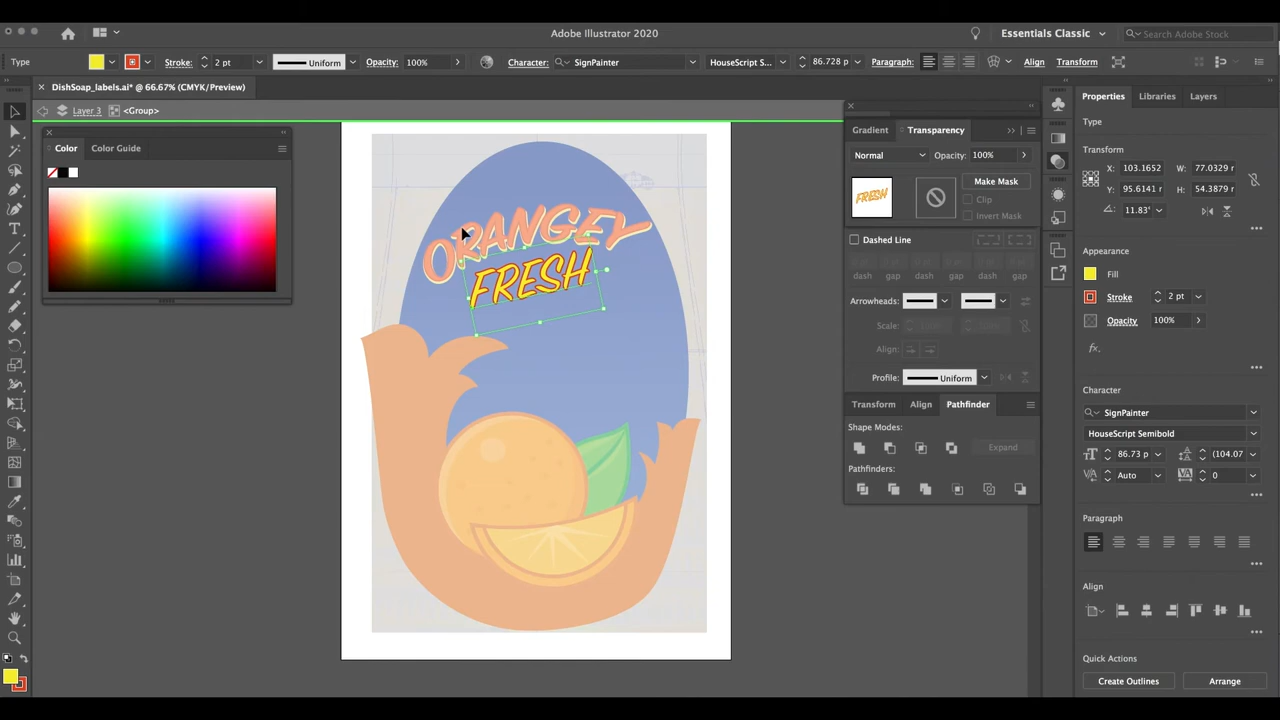 Adobe Illustrator 2020
Essentials Classic
Search Adobe Stock
Type
Stroke:
2 pt
Uniform
Opacity:
100%
Character:
SignPainter
HouseScript S...
86.728 p
Paragraph:
Align
Transform
× DishSoap_labels.ai* @ 66.67% (CMYK/Preview)
Layer 3
<Group>
Color
Color Guide
ORANGEY
FRESH
Gradient
Transparency
Normal
Opacity:
100%
FRESH
Make Mask
Clip
Invert Mask
Dashed Line
dash
gap
dash
gap
dash
gap
Arrowheads:
Scale:
Align:
Profile:
Uniform
Transform
Align
Pathfinder
Shape Modes:
Expand
Pathfinders:
Properties
Libraries
Layers
Type
Transform
X:
103.1652
W:
77.0329 r
Y:
95.6141 r
H:
54.3879 r
11.83°
Appearance
Fill
Stroke
2 pt
Opacity
100%
fx.
Character
SignPainter
HouseScript Semibold
86.73 p
(104.07
Auto
0
Paragraph
Align
Quick Actions
Create Outlines
Arrange